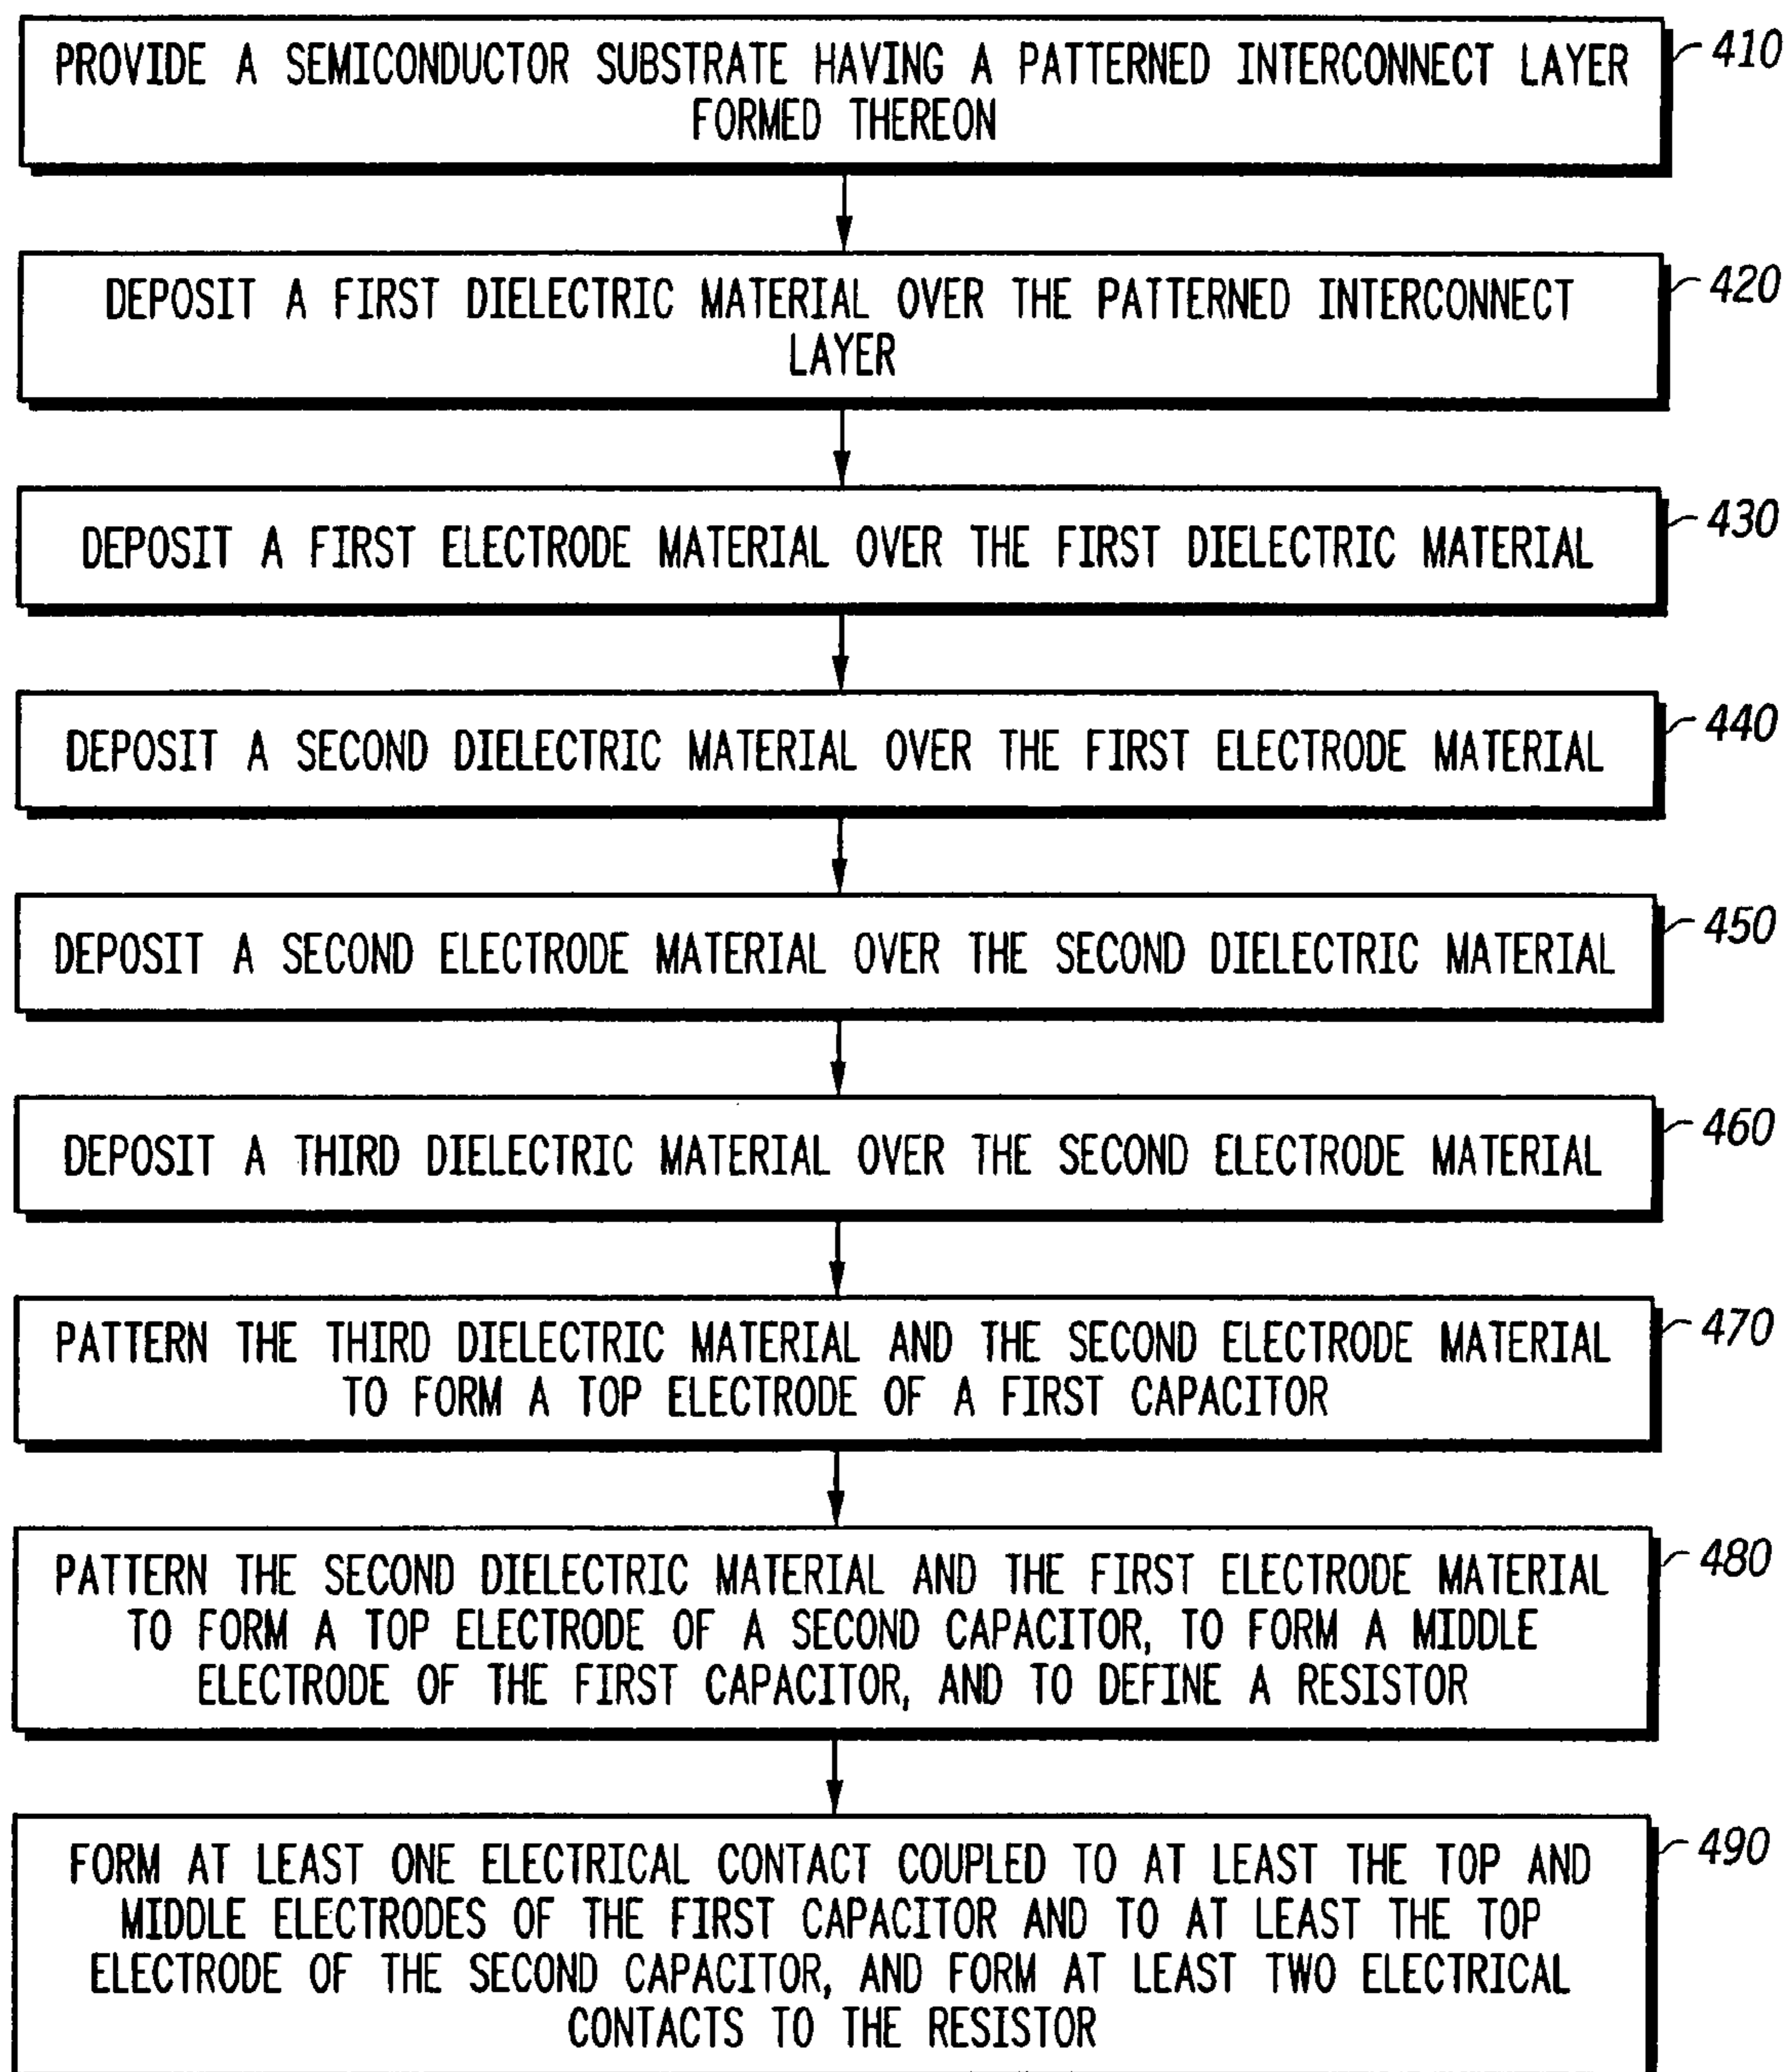 PROVIDE A SEMICONDUCTOR SUBSTRATE HAVING A PATTERNED INTERCONNECT LAYER
FORMED THEREON
410
DEPOSIT A FIRST DIELECTRIC MATERIAL OVER THE PATTERNED INTERCONNECT
LAYER
420
DEPOSIT A FIRST ELECTRODE MATERIAL OVER THE FIRST DIELECTRIC MATERIAL
430
DEPOSIT A SECOND DIELECTRIC MATERIAL OVER THE FIRST ELECTRODE MATERIAL
440
DEPOSIT A SECOND ELECTRODE MATERIAL OVER THE SECOND DIELECTRIC MATERIAL
450
DEPOSIT A THIRD DIELECTRIC MATERIAL OVER THE SECOND ELECTRODE MATERIAL
460
PATTERN THE THIRD DIELECTRIC MATERIAL AND THE SECOND ELECTRODE MATERIAL
TO FORM A TOP ELECTRODE OF A FIRST CAPACITOR
470
PATTERN THE SECOND DIELECTRIC MATERIAL AND THE FIRST ELECTRODE MATERIAL
TO FORM A TOP ELECTRODE OF A SECOND CAPACITOR, TO FORM A MIDDLE
ELECTRODE OF THE FIRST CAPACITOR, AND TO DEFINE A RESISTOR
480
FORM AT LEAST ONE ELECTRICAL CONTACT COUPLED TO AT LEAST THE TOP AND
MIDDLE ELECTRODES OF THE FIRST CAPACITOR AND TO AT LEAST THE TOP
ELECTRODE OF THE SECOND CAPACITOR, AND FORM AT LEAST TWO ELECTRICAL
CONTACTS TO THE RESISTOR
490